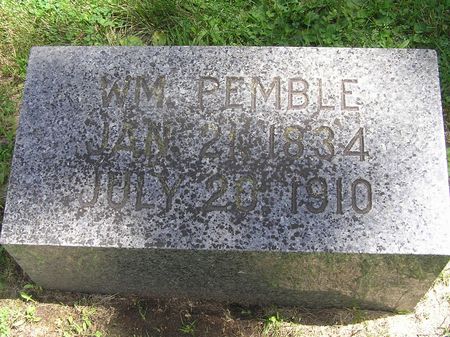 WM. PEMBLE
JAN. 21, 1834
JULY 20, 1910